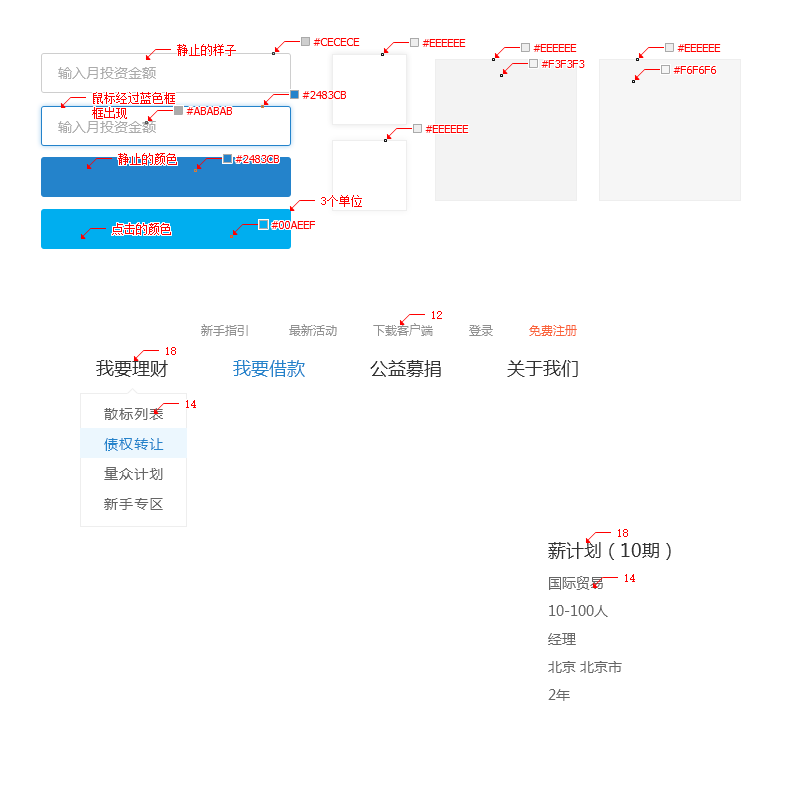 静止的样子
#CECECE
#EEEEEE
#EEEEEE
#EEEEEE
#F3F3F3
#F6F6F6
输入月投资金额
鼠标经过蓝色框
框出现
#2483CB
#ABABAB
输入月投资金额
#EEEEEE
静止的颜色
#2483CB
3个单位
点击的颜色
#00AEEF
12
新手指引
最新活动
下载客户端
登录
免费注册
18
我要理财
我要借款
公益募捐
关于我们
14
散标列表
债权转让
量众计划
新手专区
18
薪计划（10期）
14
国际贸易
10-100人
经理
北京 北京市
2年